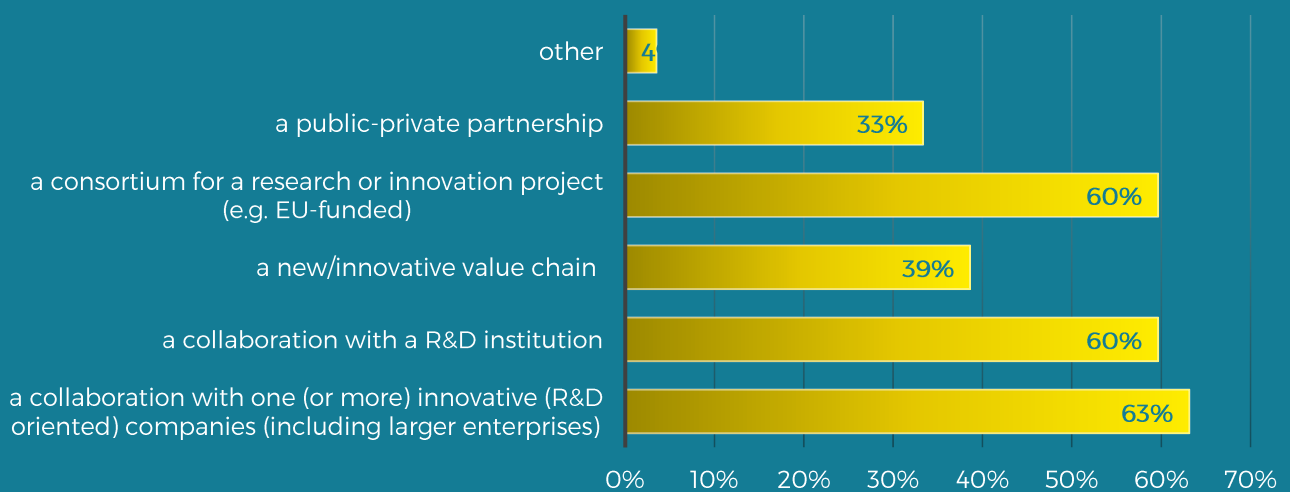 other
4
a public-private partnership
33%
a consortium for a research or innovation project
(e.g. EU-funded)
60%
a new/innovative value chain
39%
a collaboration with a R&D institution
60%
a collaboration with one (or more) innovative (R&D
oriented) companies (including larger enterprises)
63%
0% 10% 20% 30% 40% 50% 60% 70%